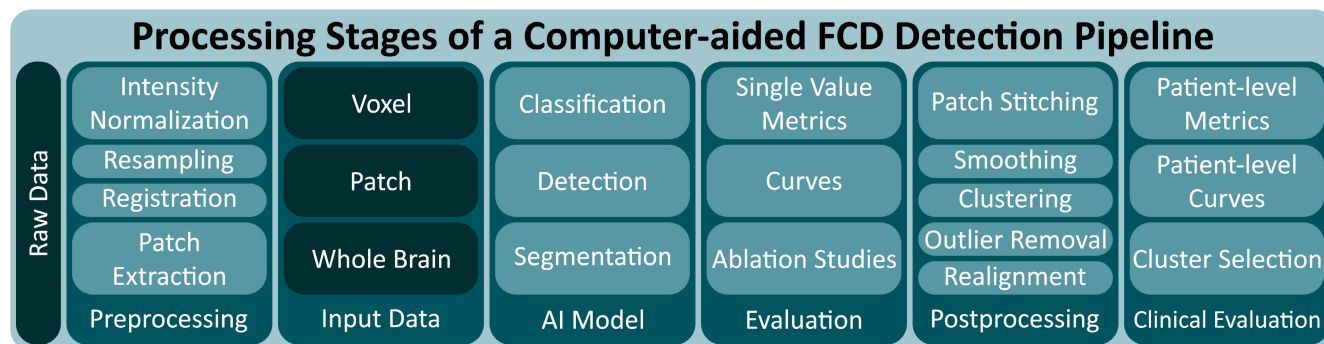 Processing Stages of a Computer-aided FCD Detection Pipeline
Raw Data
Intensity
Normalization
Resampling
Registration
Patch
Extraction
Preprocessing
Voxel
Patch
Whole Brain
Input Data
Classification
Detection
Segmentation
AI Model
Single Value
Metrics
Curves
Ablation Studies
Evaluation
Patch Stitching
Smoothing
Clustering
Outlier Removal
Realignment
Postprocessing
Patient-level
Metrics
Patient-level
Curves
Cluster Selection
Clinical Evaluation